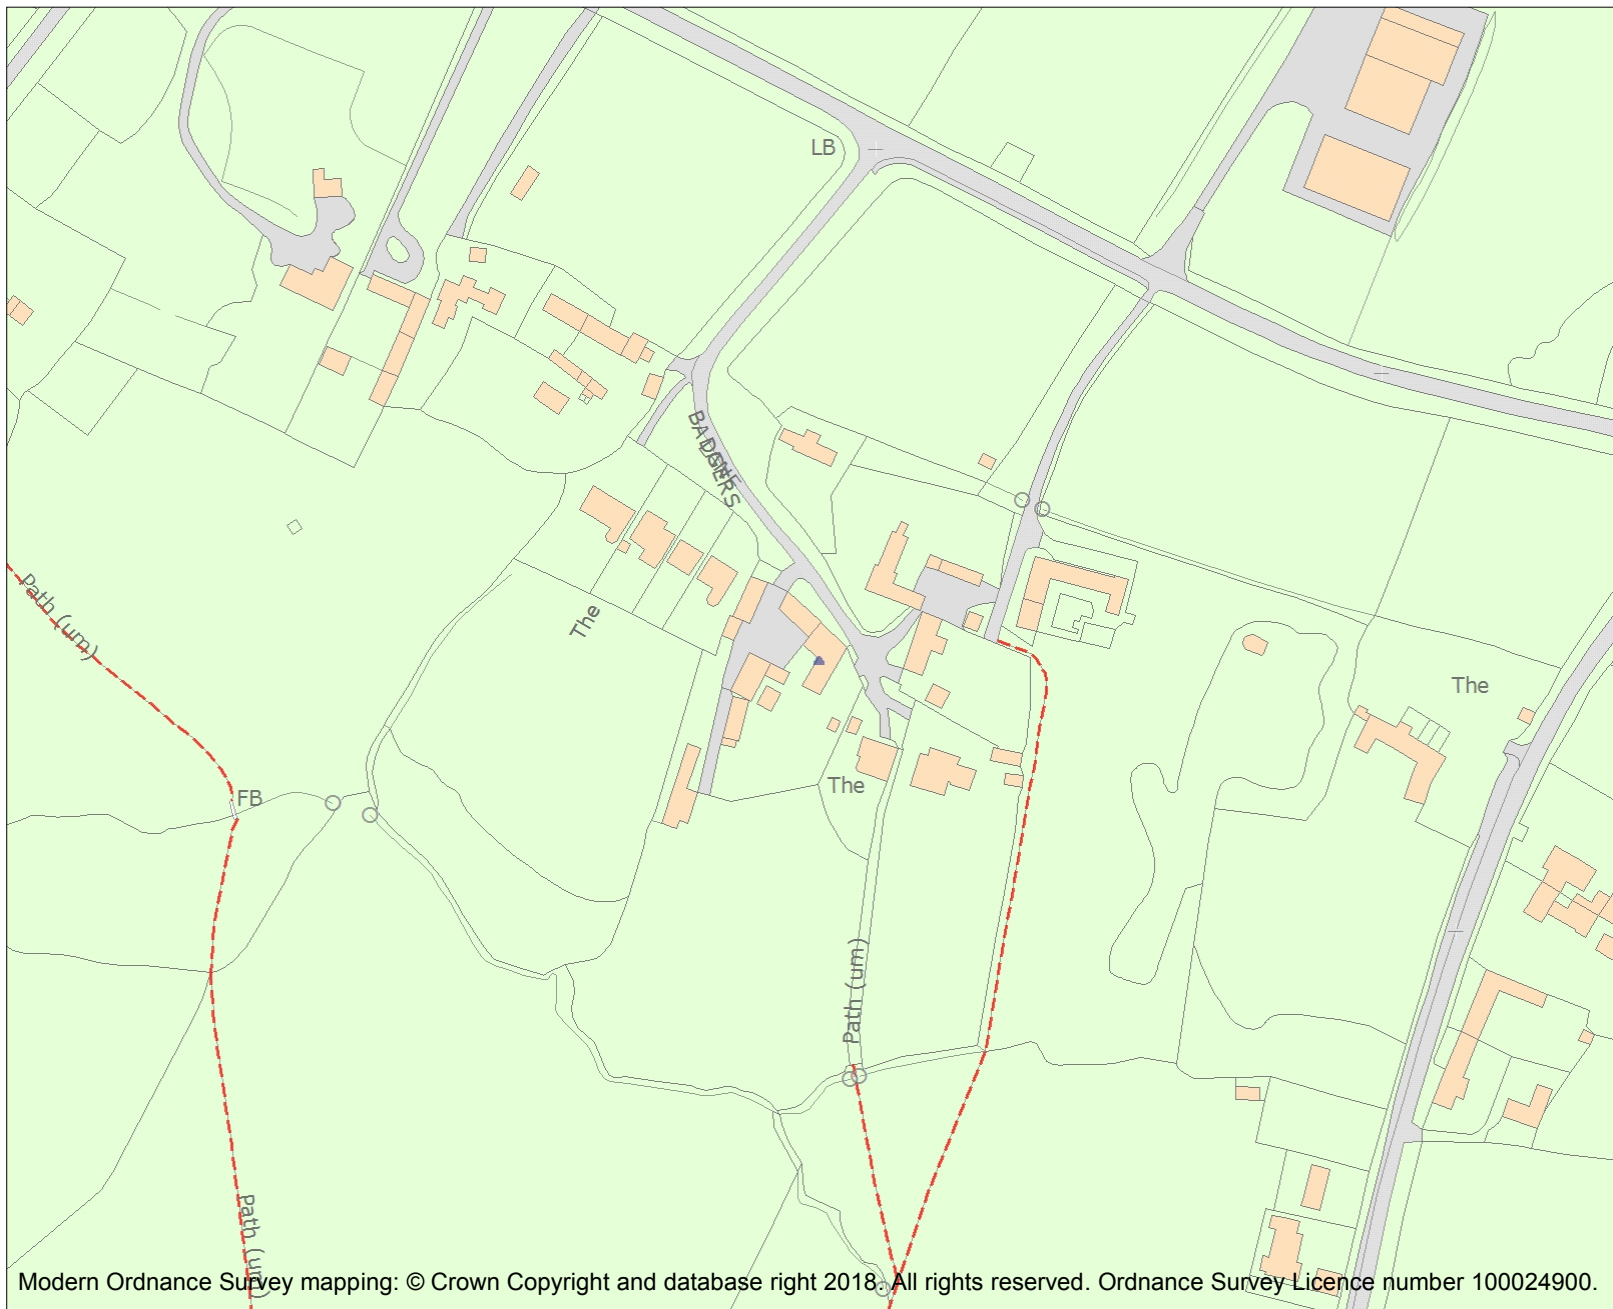 LB
BADGERS
LANE
Path (um)
The
The
The
FB
Path (um)
Path (um)
Modern Ordnance Survey mapping: © Crown Copyright and database right 2018. All rights reserved. Ordnance Survey Licence number 100024900.